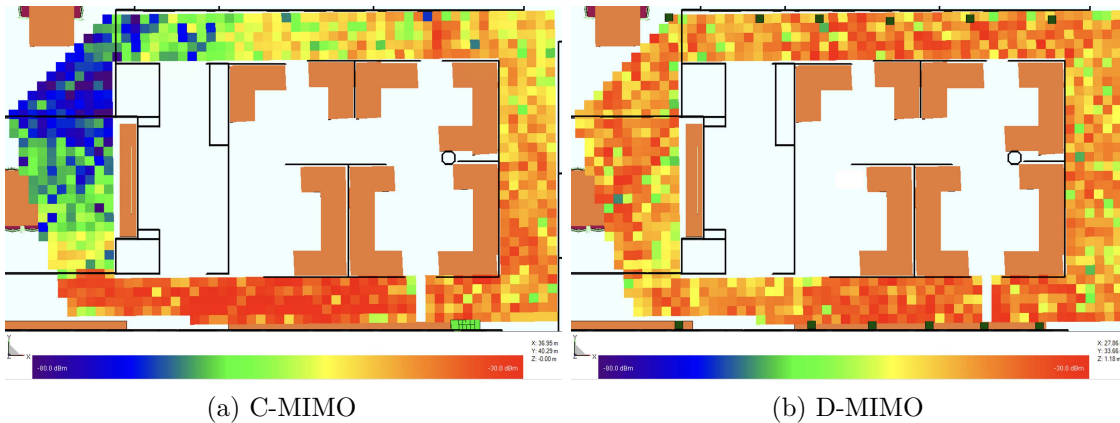 Y
Z X
-80.0 dBm
-30.0 dBm
X: 36.95 m
Y: 40.29 m
Z: -0.00 m
Y
Z X
-80.0 dBm
-30.0 dBm
X: 27.86
Y: 33.66
Z: 1.18 m
(a) C-MIMO
(b) D-MIMO